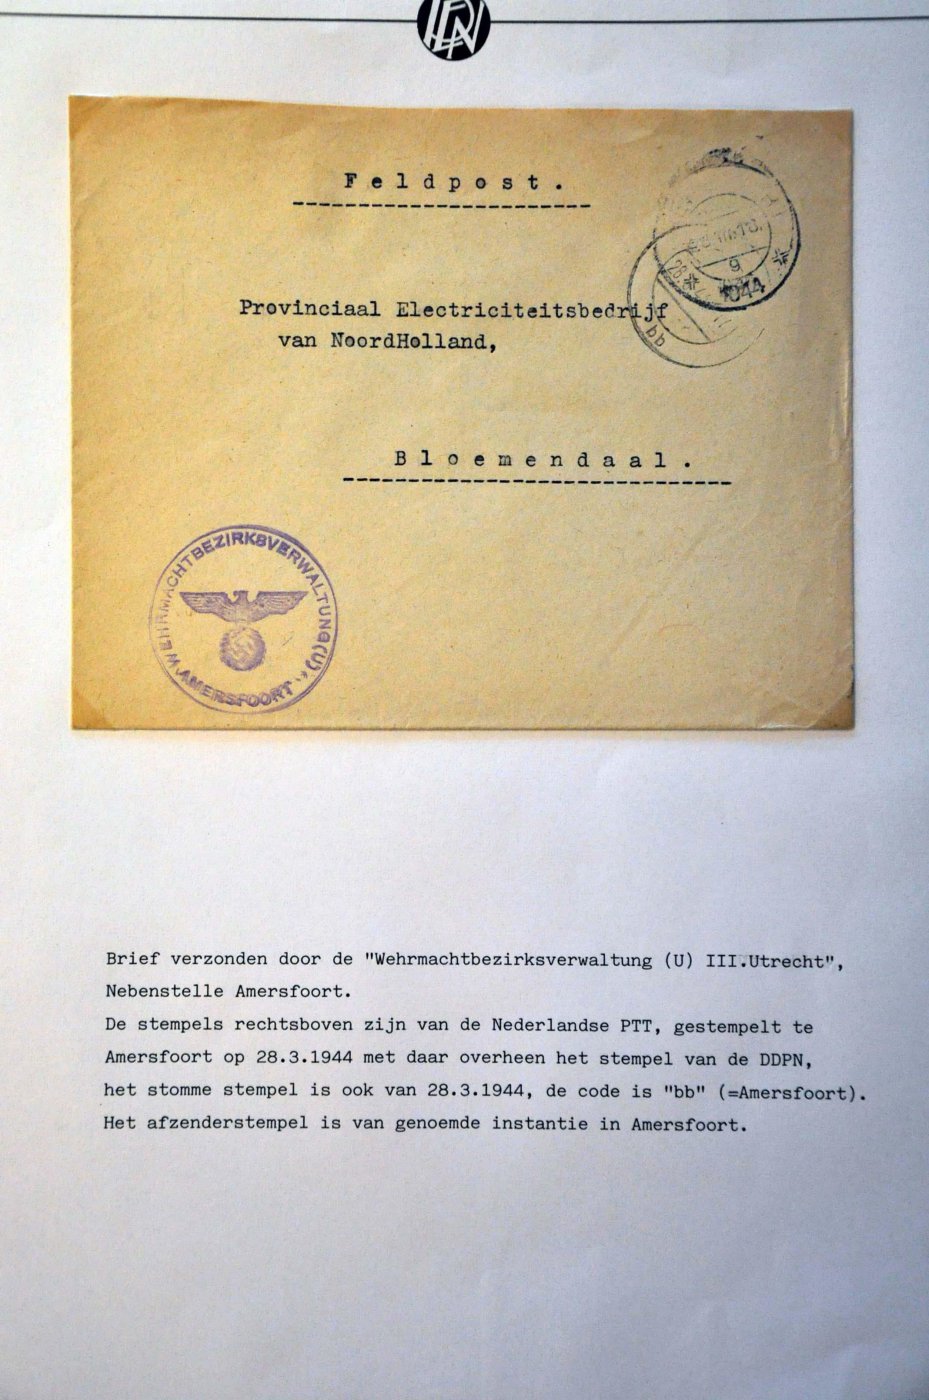 DDPN
F e l d p o s t .
Provinciaal Electriciteitsbedrijf
van NoordHolland,
B l o e m e n d a a l .
1944
g
bb
WEHRMACHTBEZIRKSVERWALTUNG(U)
AMERSFOORT
Brief verzonden door de "Wehrmachtbezirksverwaltung (U) III.Utrecht",
Nebenstelle Amersfoort.
De stempels rechtsboven zijn van de Nederlandse PTT, gestempelt te
Amersfoort op 28.3.1944 met daar overheen het stempel van de DDPN,
het stomme stempel is ook van 28.3.1944, de code is "bb" (=Amersfoort).
Het afzenderstempel is van genoemde instantie in Amersfoort.